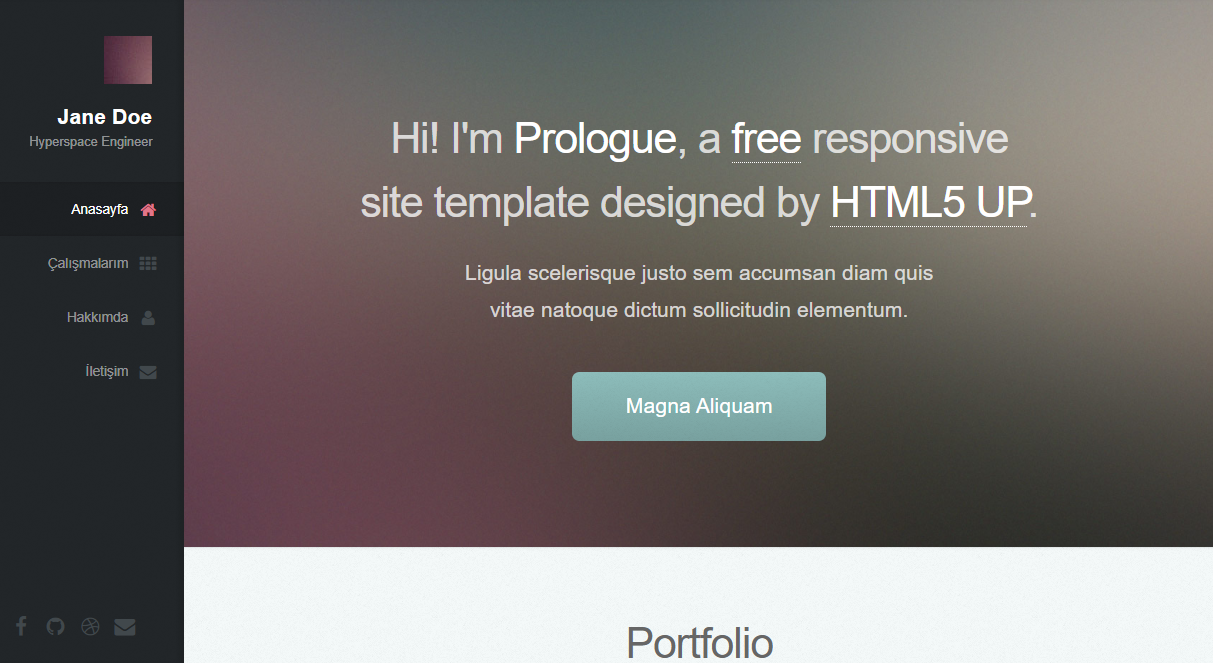 Jane Doe
Hyperspace Engineer
Anasayfa
Çalışmalarım
Hakkımda
İletişim
Hi! I'm Prologue, a free responsive
site template designed by HTML5 UP.
Ligula scelerisque justo sem accumsan diam quis
vitae natoque dictum sollicitudin elementum.
Magna Aliquam
Portfolio